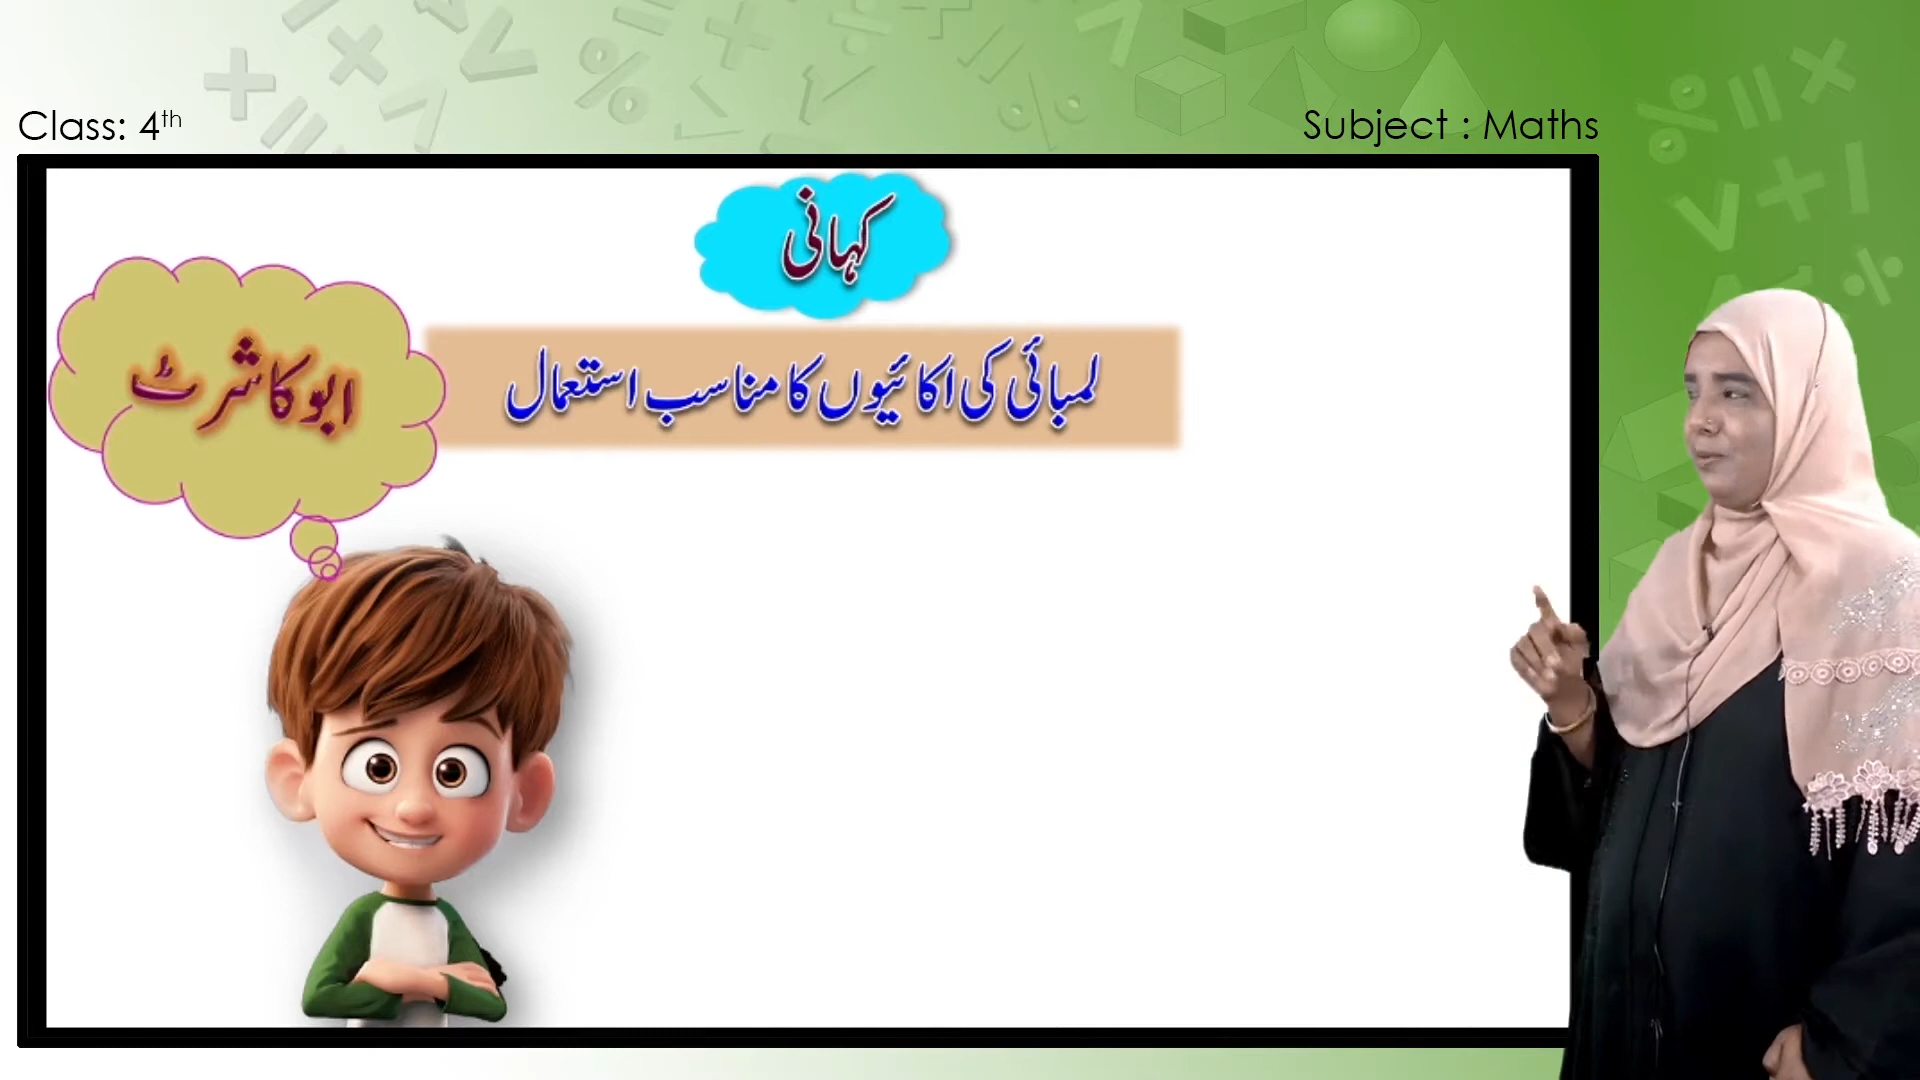 Class: 4th
Subject : Maths
کہانی
لمبائی کی اکائیوں کا مناسب استعمال
ابو کا شرٹ